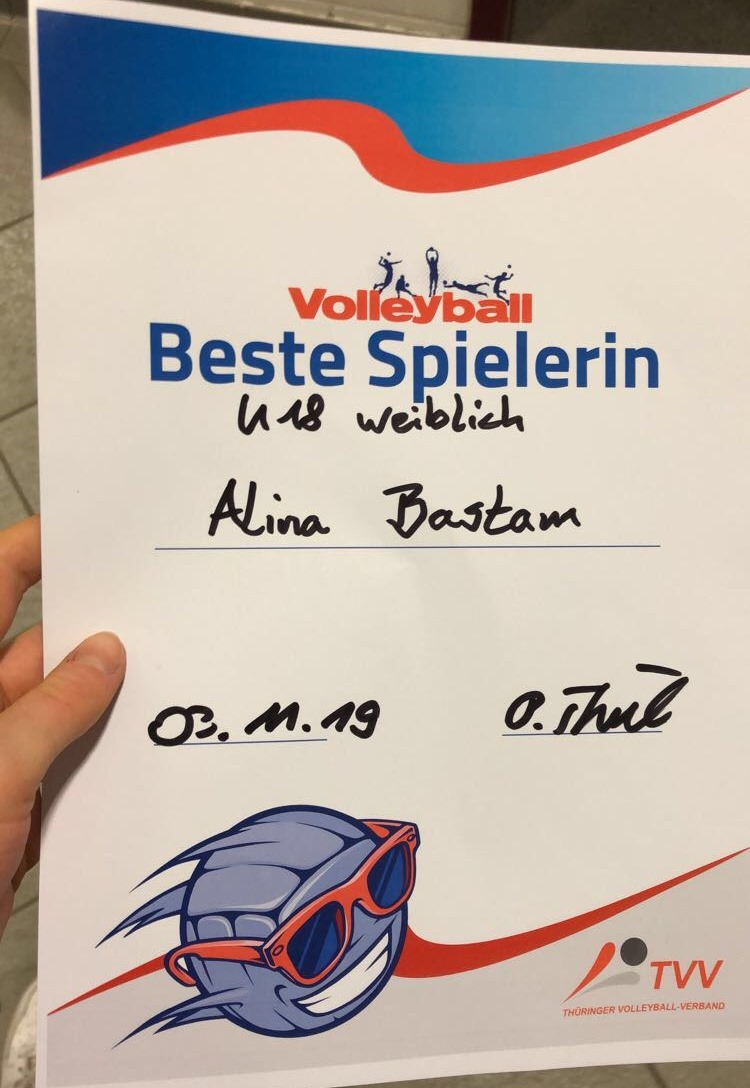 Volleyball
Beste Spielerin
U18 weiblich
Alina Bastam
03.11.19
TVV
THÜRINGER VOLLEYBALL-VERBAND